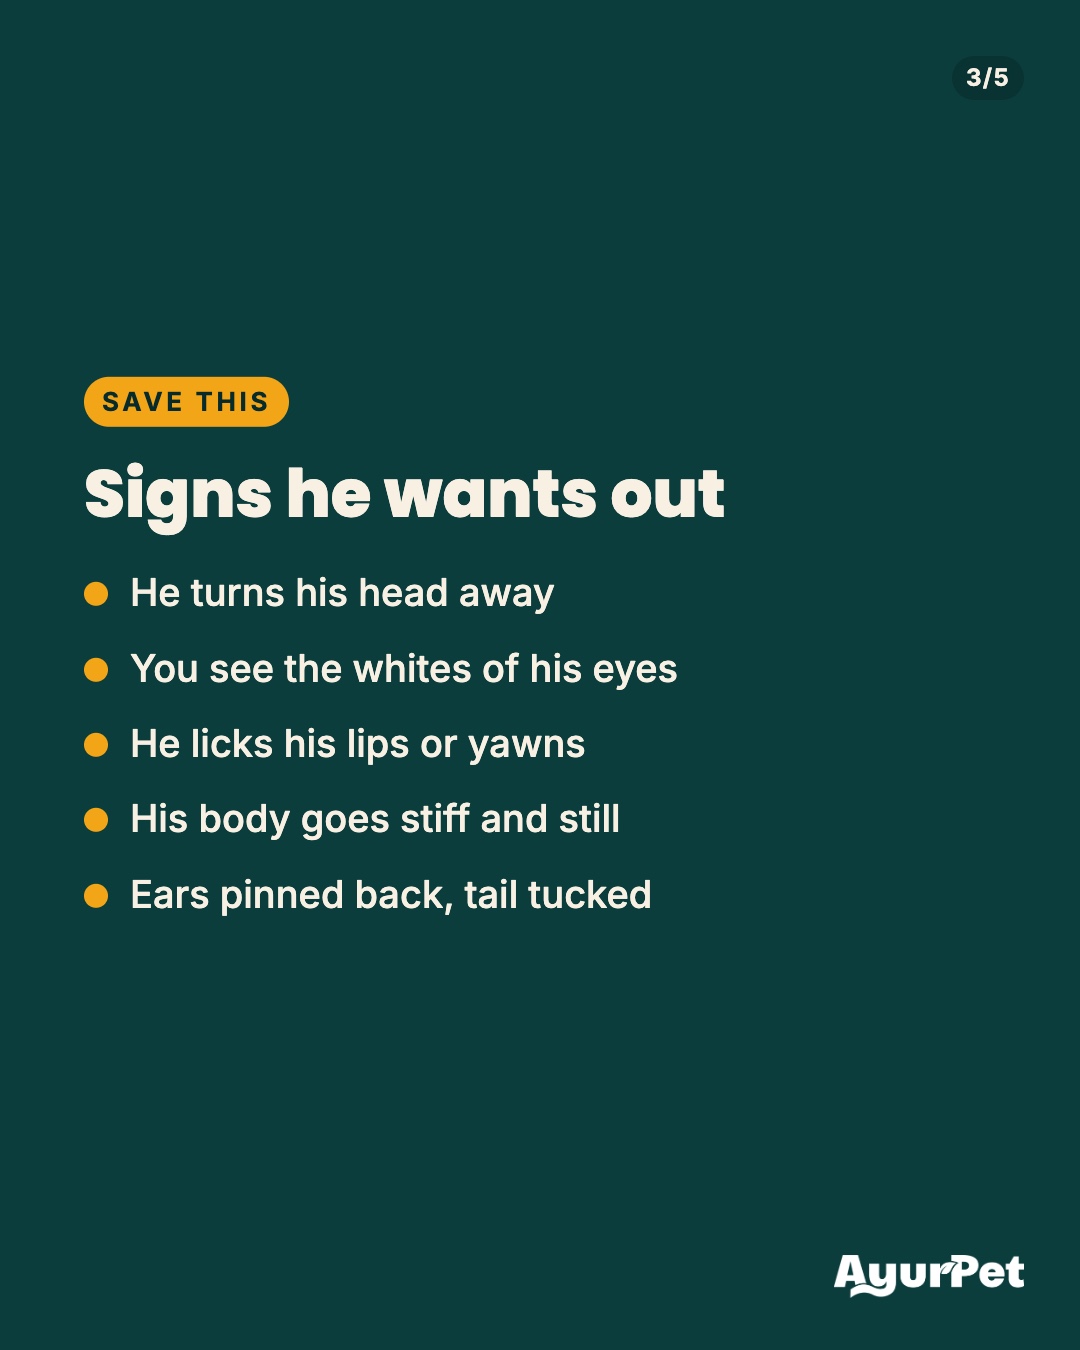 3/5
SAVE THIS
Signs he wants out
He turns his head away
You see the whites of his eyes
He licks his lips or yawns
His body goes stiff and still
Ears pinned back, tail tucked
AyurPet